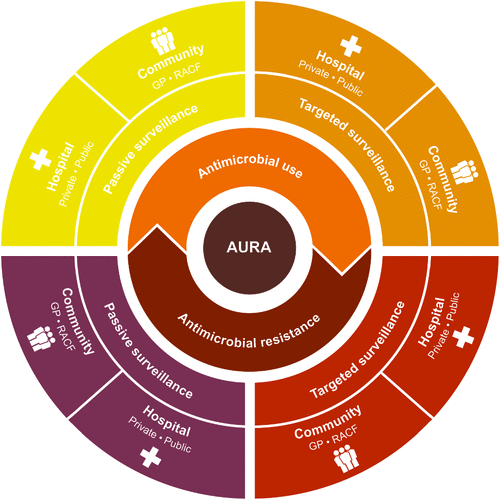 Community
GP • RACF
Hospital
Private • Public
Passive surveillance
Hospital
Private • Public
Community
GP • RACF
Targeted surveillance
Antimicrobial use
AURA
Antimicrobial resistance
Community
GP • RACF
Hospital
Private • Public
Passive surveillance
Hospital
Private • Public
Community
GP • RACF
Targeted surveillance